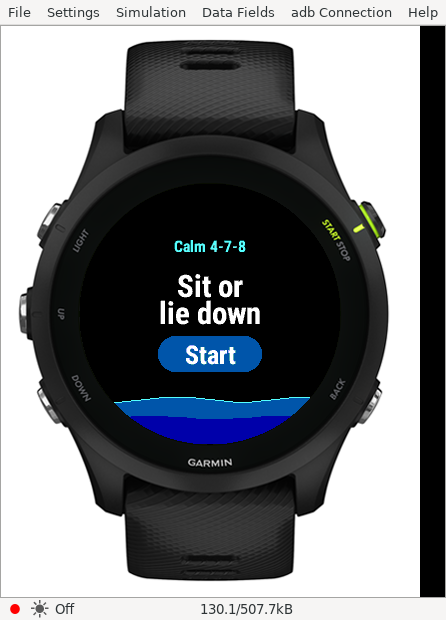 File Settings Simulation Data Fields adb Connection Help
LIGHT
START STOP
Calm 4-7-8
Sit or
lie down
UP
Start
DOWN
BACK
GARMIN
Off 130.1/507.7kB